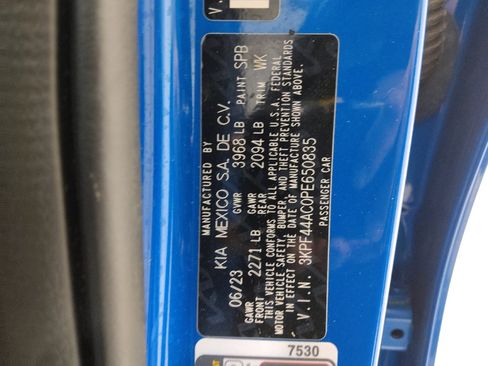 V.
MANUFACTURED BY
KIA MEXICO S.A. DE C.V.
06/23 GVWR 3968 LB PAINT SPB
GAWR FRONT 2271 LB GAWR REAR 2094 LB TRIM WK
THIS VEHICLE CONFORMS TO ALL APPLICABLE U.S.A. FEDERAL
MOTOR VEHICLE SAFETY, BUMPER, AND THEFT PREVENTION STANDARDS
IN EFFECT ON THE DATE OF MANUFACTURE SHOWN ABOVE.
V.I.N. 3KPF44AC0PE650835
PASSENGER CAR
7530